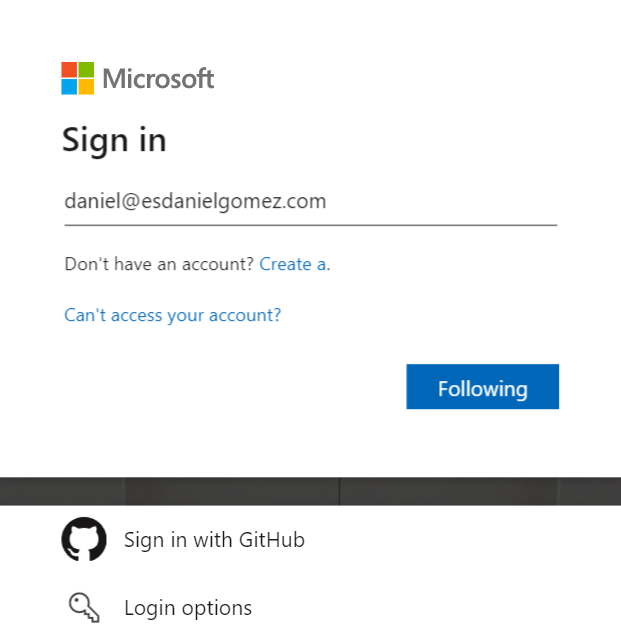 Microsoft
Sign in
daniel@esdanielgomez.com
Don't have an account? Create a.
Can't access your account?
Following
Sign in with GitHub
Login options